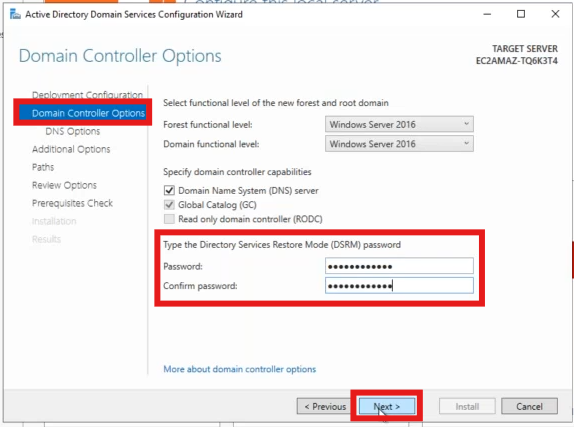 Configure this local server
Active Directory Domain Services Configuration Wizard
Domain Controller Options
TARGET SERVER
EC2AMAZ-TQ6K3T4
Deployment Configuration
Domain Controller Options
DNS Options
Additional Options
Paths
Review Options
Prerequisites Check
Installation
Results
Select functional level of the new forest and root domain
Forest functional level: Windows Server 2016
Domain functional level: Windows Server 2016
Specify domain controller capabilities
Domain Name System (DNS) server
Global Catalog (GC)
Read only domain controller (RODC)
Type the Directory Services Restore Mode (DSRM) password
Password: ••••••••••••
Confirm password: ••••••••••••
More about domain controller options
< Previous Next > Install Cancel